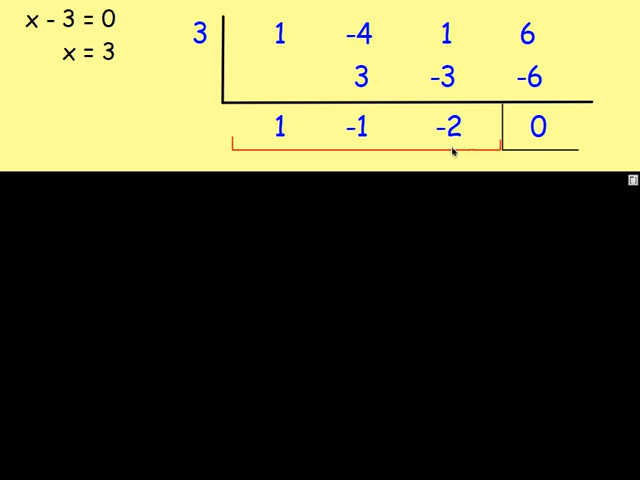 x - 3 = 0
x = 3
3 1 -4 1 6
3 -3 -6
1 -1 -2 0